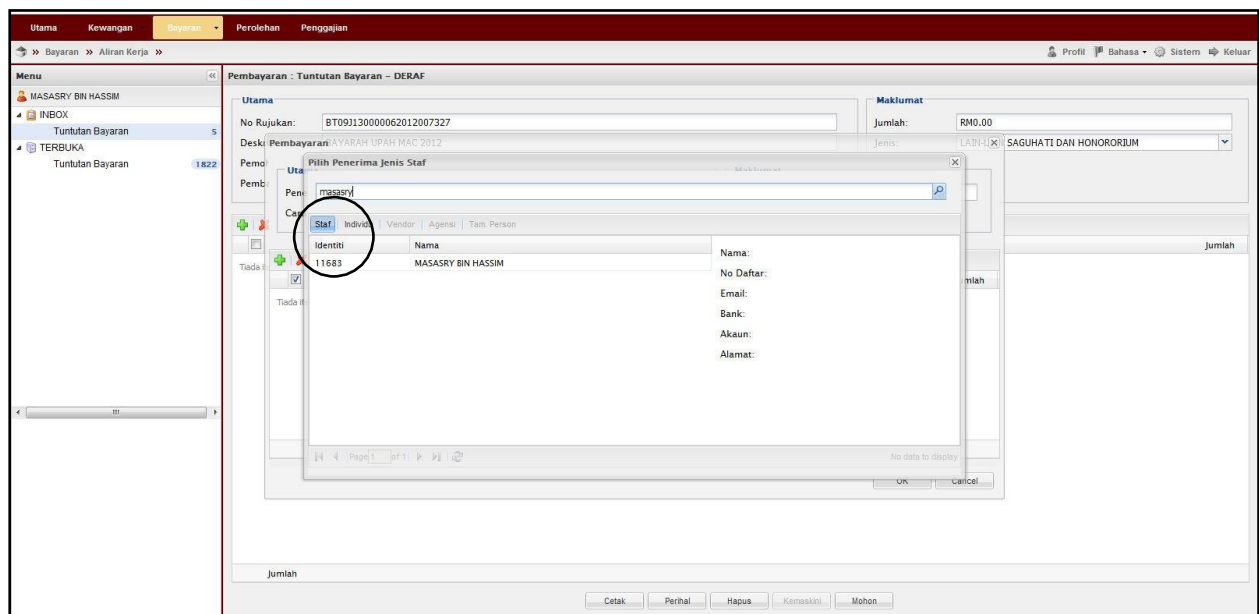 Utama Kewangan Bayaran Perolehan Penggajian
» Bayaran » Aliran Kerja » Profil Bahasa Sistem Keluar
Menu
MASASRY BIN HASSIM
INBOX
Tuntutan Bayaran 5
TERBUKA
Tuntutan Bayaran 1822
Pembayaran : Tuntutan Bayaran - DERAF
Utama Maklumat
No Rujukan: BT09J130000062012007327 Jumlah: RM0.00
Pembayaran BAYARAH UPAH MAC 2012 Jenis: SAGUHATI DAN HONORORIUM
Pilih Penerima Jenis Staf
masasry
Staf Individu Vendor Agensi Tam. Person
Identiti Nama Jumlah
11683 MASASRY BIN HASSIM
Nama:
No Daftar:
Email:
Bank:
Akaun:
Alamat:
Page 1 of 1 No data to display
OK Cancel
Jumlah
Cetak Perihal Hapus Kemaskini Mohon